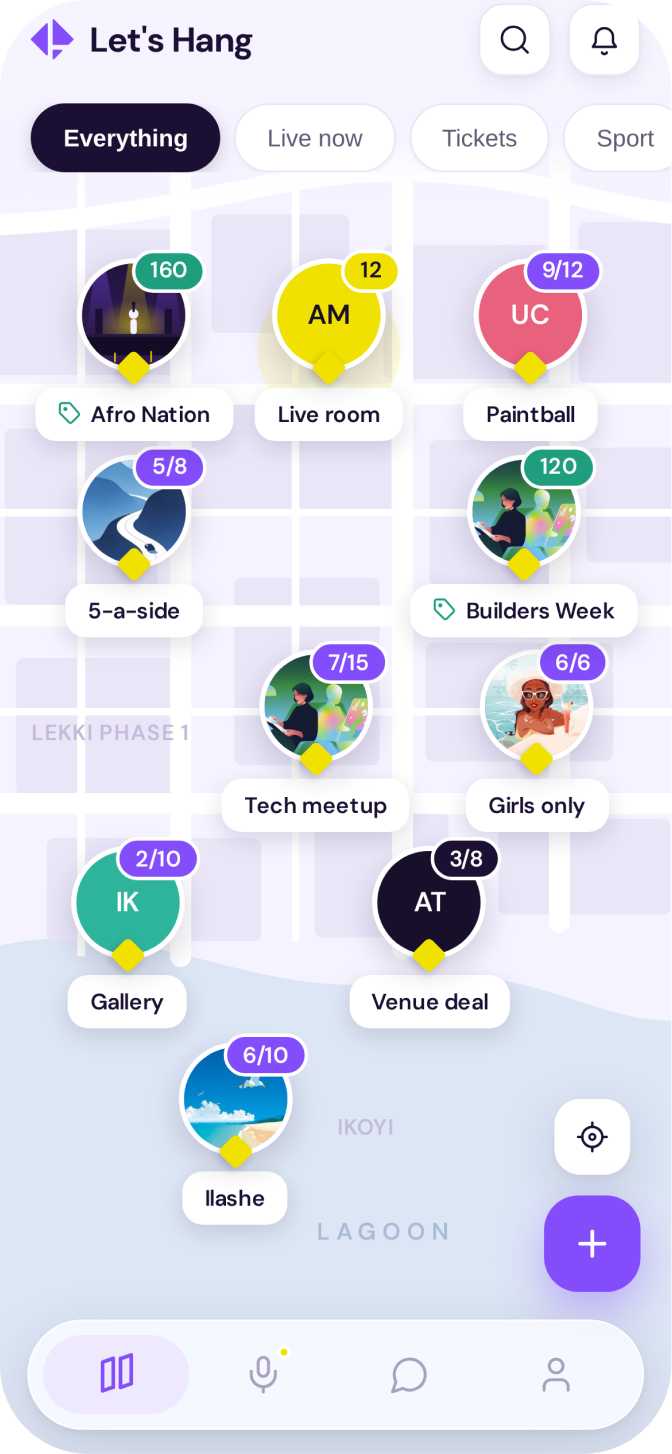 Let's Hang
Everything
Live now
Tickets
Sport
160
12
9/12
AM
UC
Afro Nation
Live room
Paintball
5/8
120
5-a-side
Builders Week
7/15
6/6
LEKKI PHASE 1
Tech meetup
Girls only
2/10
3/8
IK
AT
Gallery
Venue deal
6/10
IKOYI
Ilashe
LAGOON